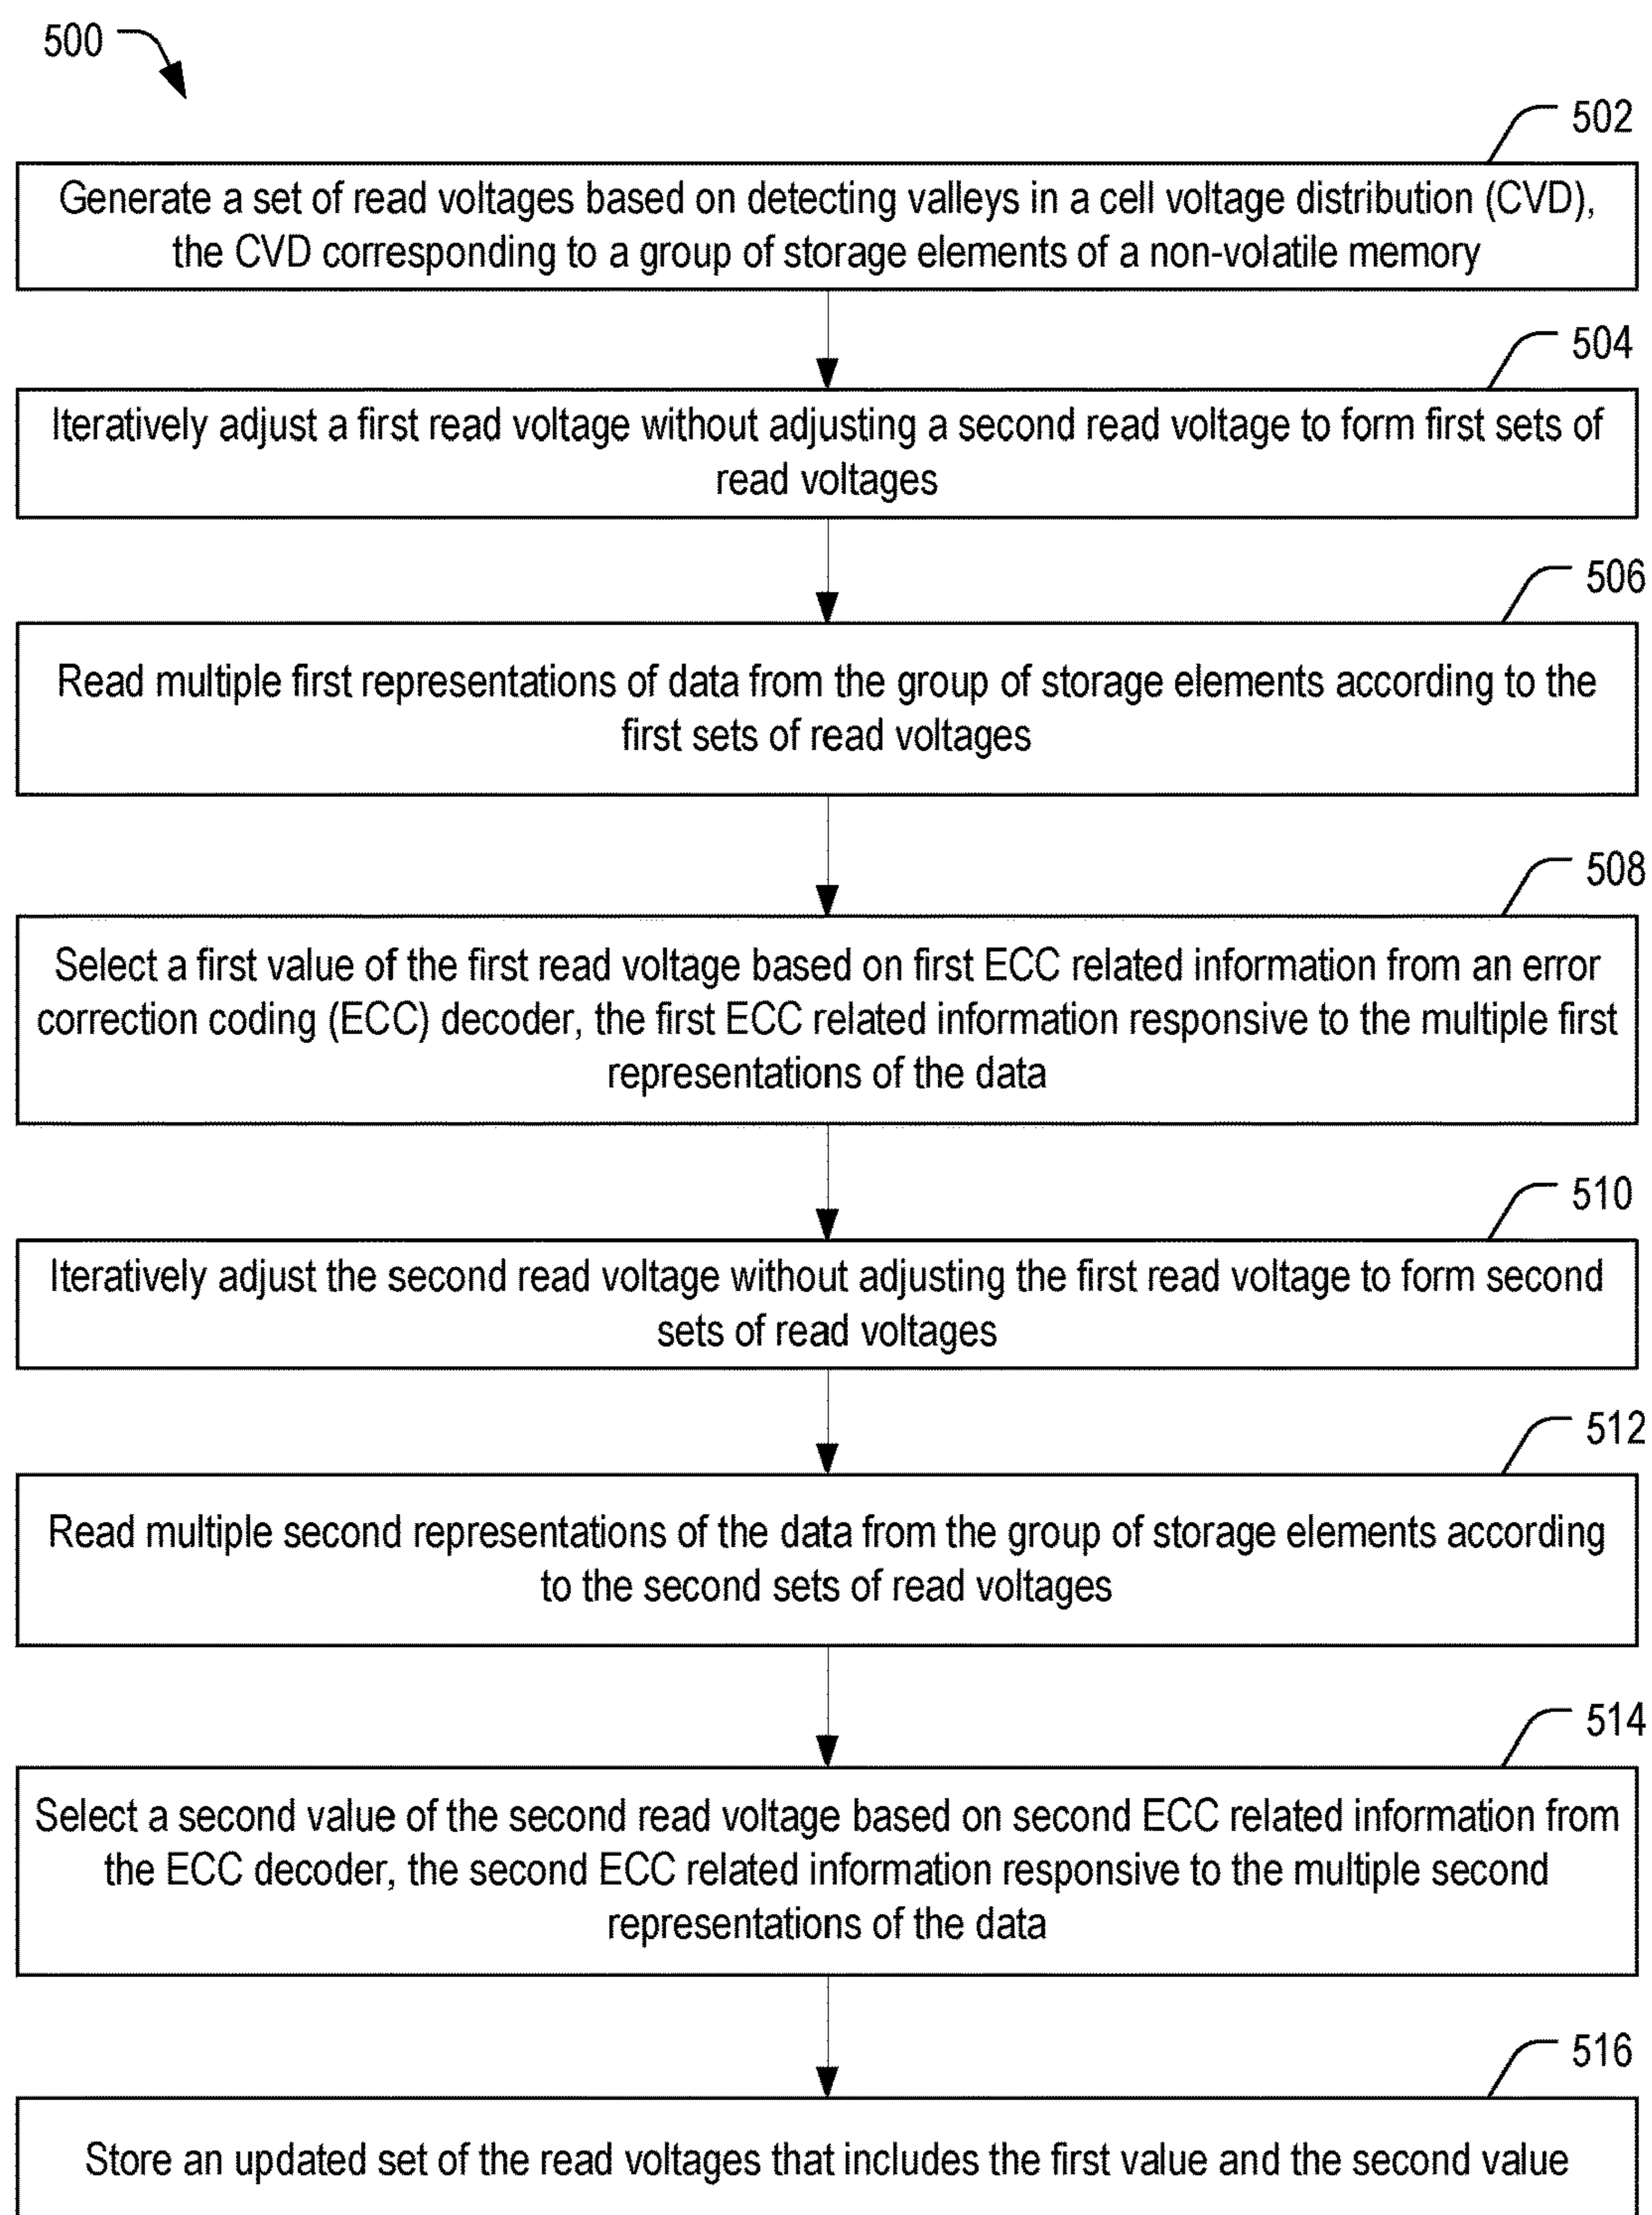 500
502
Generate a set of read voltages based on detecting valleys in a cell voltage distribution (CVD),
the CVD corresponding to a group of storage elements of a non-volatile memory
504
Iteratively adjust a first read voltage without adjusting a second read voltage to form first sets of
read voltages
506
Read multiple first representations of data from the group of storage elements according to the
first sets of read voltages
508
Select a first value of the first read voltage based on first ECC related information from an error
correction coding (ECC) decoder, the first ECC related information responsive to the multiple first
representations of the data
510
Iteratively adjust the second read voltage without adjusting the first read voltage to form second
sets of read voltages
512
Read multiple second representations of the data from the group of storage elements according
to the second sets of read voltages
514
Select a second value of the second read voltage based on second ECC related information from
the ECC decoder, the second ECC related information responsive to the multiple second
representations of the data
516
Store an updated set of the read voltages that includes the first value and the second value